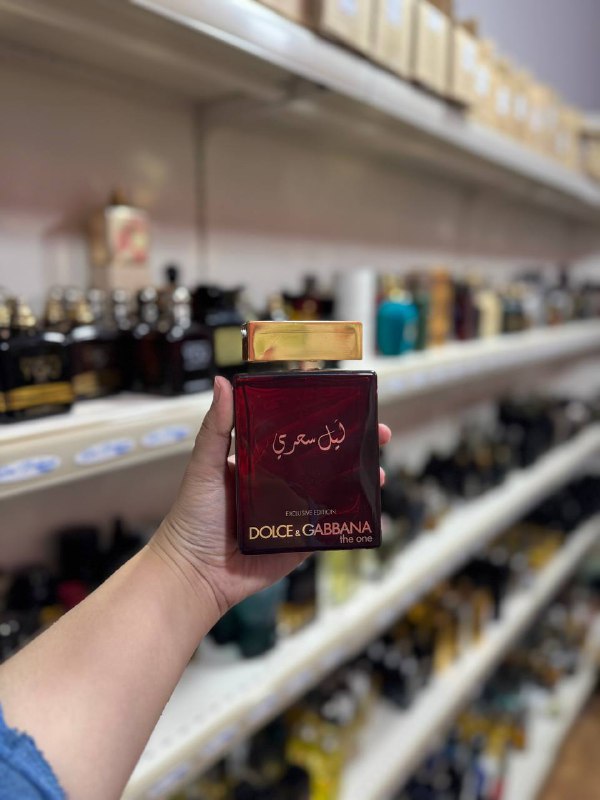 ليل سحري
EXCLUSIVE EDITION
DOLCE & GABBANA
the one